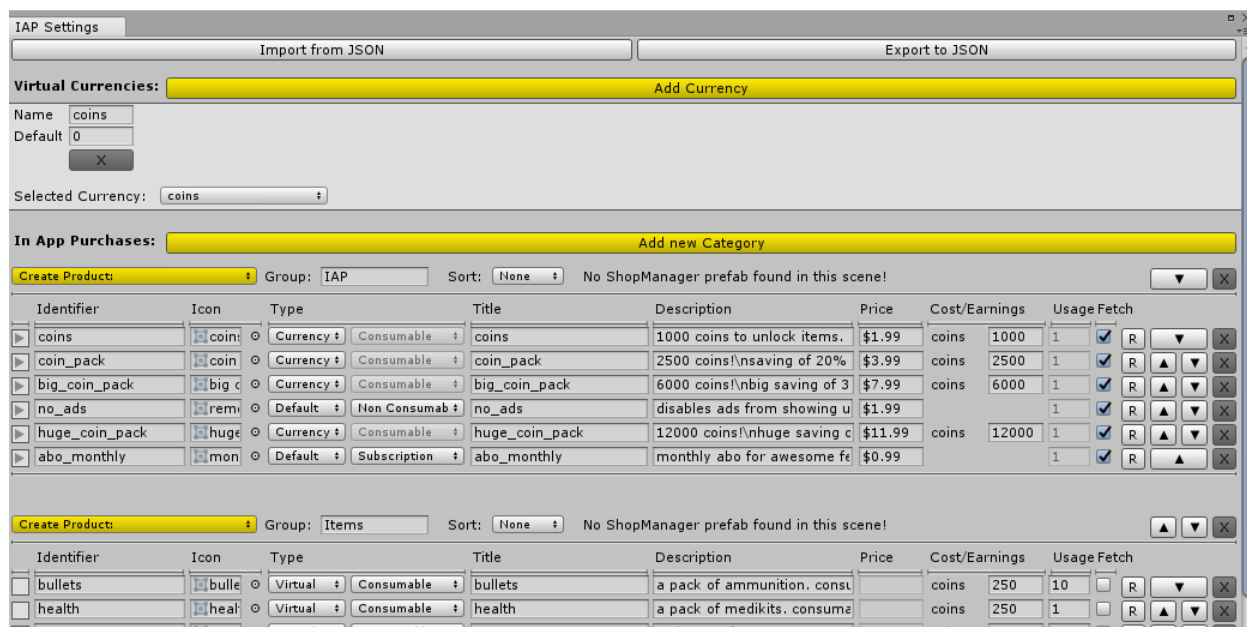 IAP Settings
Import from JSON Export to JSON
Virtual Currencies: Add Currency
Name coins
Default 0
X
Selected Currency: coins
In App Purchases: Add new Category
Create Product: Group: IAP Sort: None No ShopManager prefab found in this scene! ▼ X
Identifier Icon Type Title Description Price Cost/Earnings Usage Fetch
coins coin Currency Consumable coins 1000 coins to unlock items. $1.99 coins 1000 1 R ▼ X
coin_pack coin Currency Consumable coin_pack 2500 coins!\nsaving of 20% $3.99 coins 2500 1 R ▲ ▼ X
big_coin_pack big Currency Consumable big_coin_pack 6000 coins!\nbig saving of 3 $7.99 coins 6000 1 R ▲ ▼ X
no_ads rem Default Non Consumab no_ads disables ads from showing u $1.99 1 R ▲ ▼ X
huge_coin_pack huge Currency Consumable huge_coin_pack 12000 coins!\nhuge saving $11.99 coins 12000 1 R ▲ ▼ X
abo_monthly mon Default Subscription abo_monthly monthly abo for awesome fe $0.99 1 R ▲ X
Create Product: Group: Items Sort: None No ShopManager prefab found in this scene! ▲ ▼ X
Identifier Icon Type Title Description Price Cost/Earnings Usage Fetch
bullets bulle Virtual Consumable bullets a pack of ammunition. consu coins 250 10 R ▼ X
health heal Virtual Consumable health a pack of medikits. consuma coins 250 1 R ▲ ▼ X